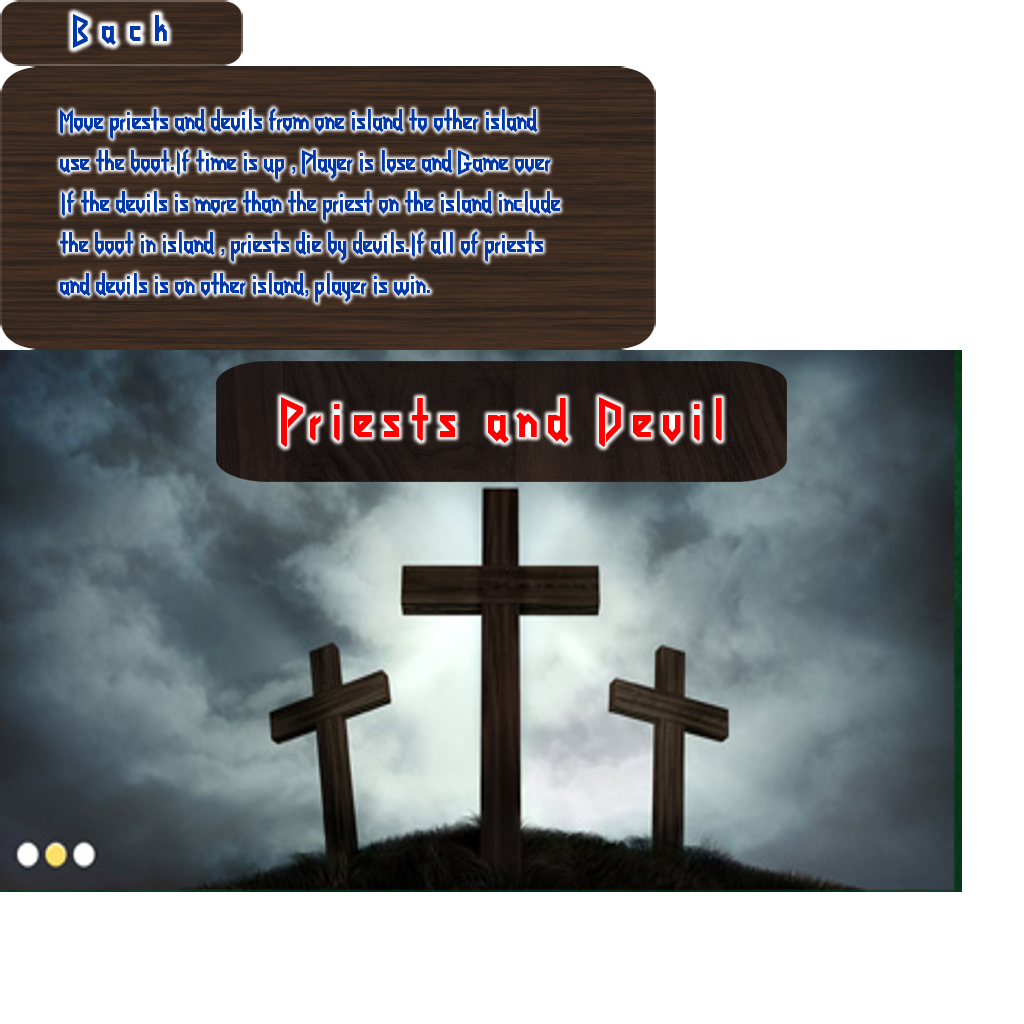 Back
Move priests and devils from one island to other island
use the boot.If time is up , Player is lose and Game over
If the devils is more than the priest on the island include
the boot in island , priests die by devils.If all of priests
and devils is on other island, player is win.
Priests and Devil